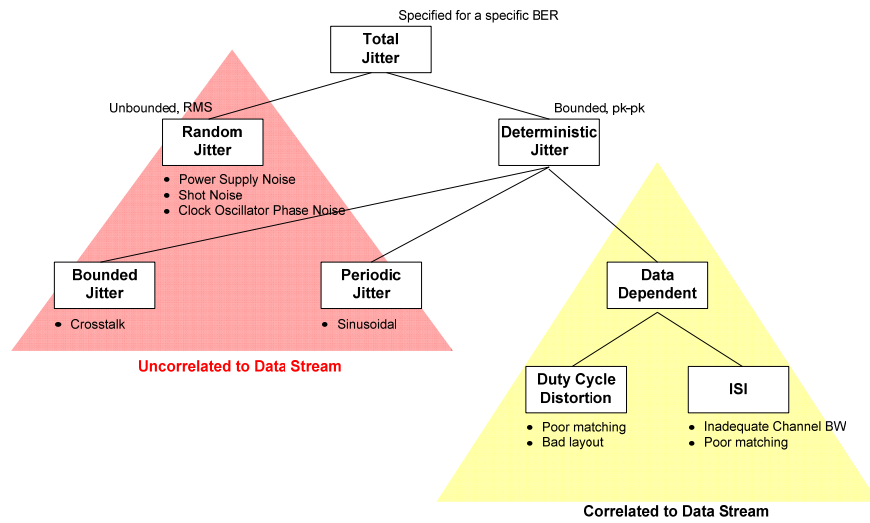 Specified for a specific BER
Total
Jitter
Unbounded, RMS
Bounded, pk-pk
Random
Jitter
Deterministic
Jitter
• Power Supply Noise
• Shot Noise
• Clock Oscillator Phase Noise
Bounded
Jitter
Periodic
Jitter
Data
Dependent
• Crosstalk
• Sinusoidal
Uncorrelated to Data Stream
Duty Cycle
Distortion
ISI
• Poor matching
• Bad layout
• Inadequate Channel BW
• Poor matching
Correlated to Data Stream